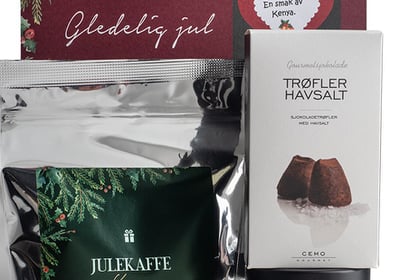 Gledelig jul
En smak av
Kenya.
Gourmetsjokolade
TRØFLER
HAVSALT
SJOKOLADETRØFLER
MED HAVSALT
CEMO
GOURMET
JULEKAFFE